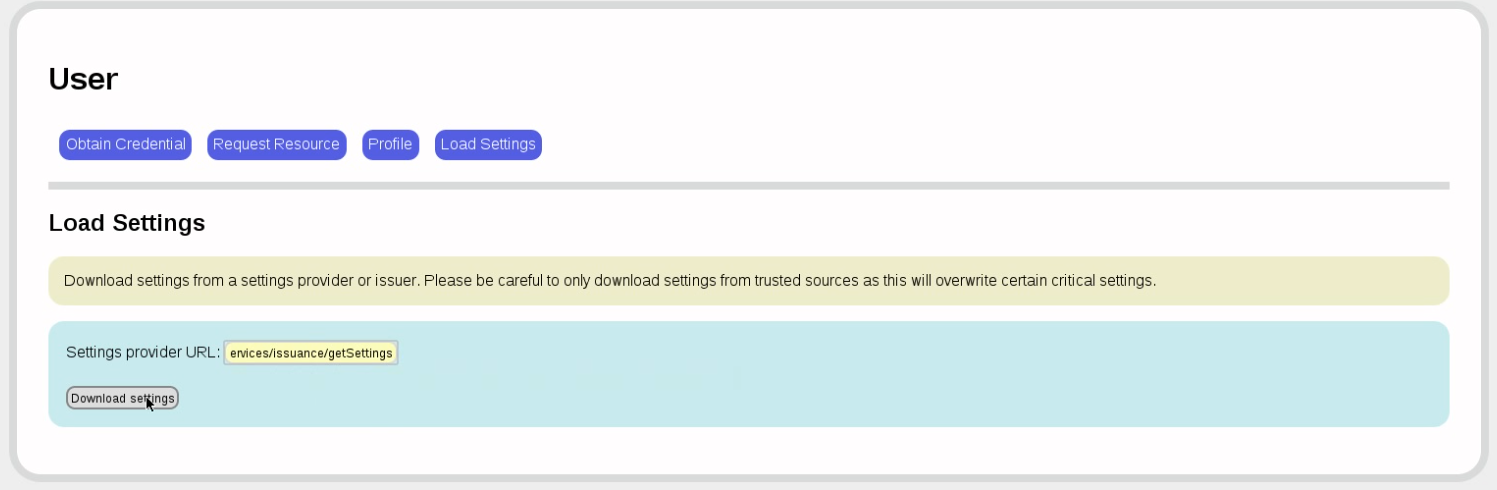 User
Obtain Credential Request Resource Profile Load Settings
Load Settings
Download settings from a settings provider or issuer. Please be careful to only download settings from trusted sources as this will overwrite certain critical settings.
Settings provider URL: ervices/issuance/getSettings
Download settings